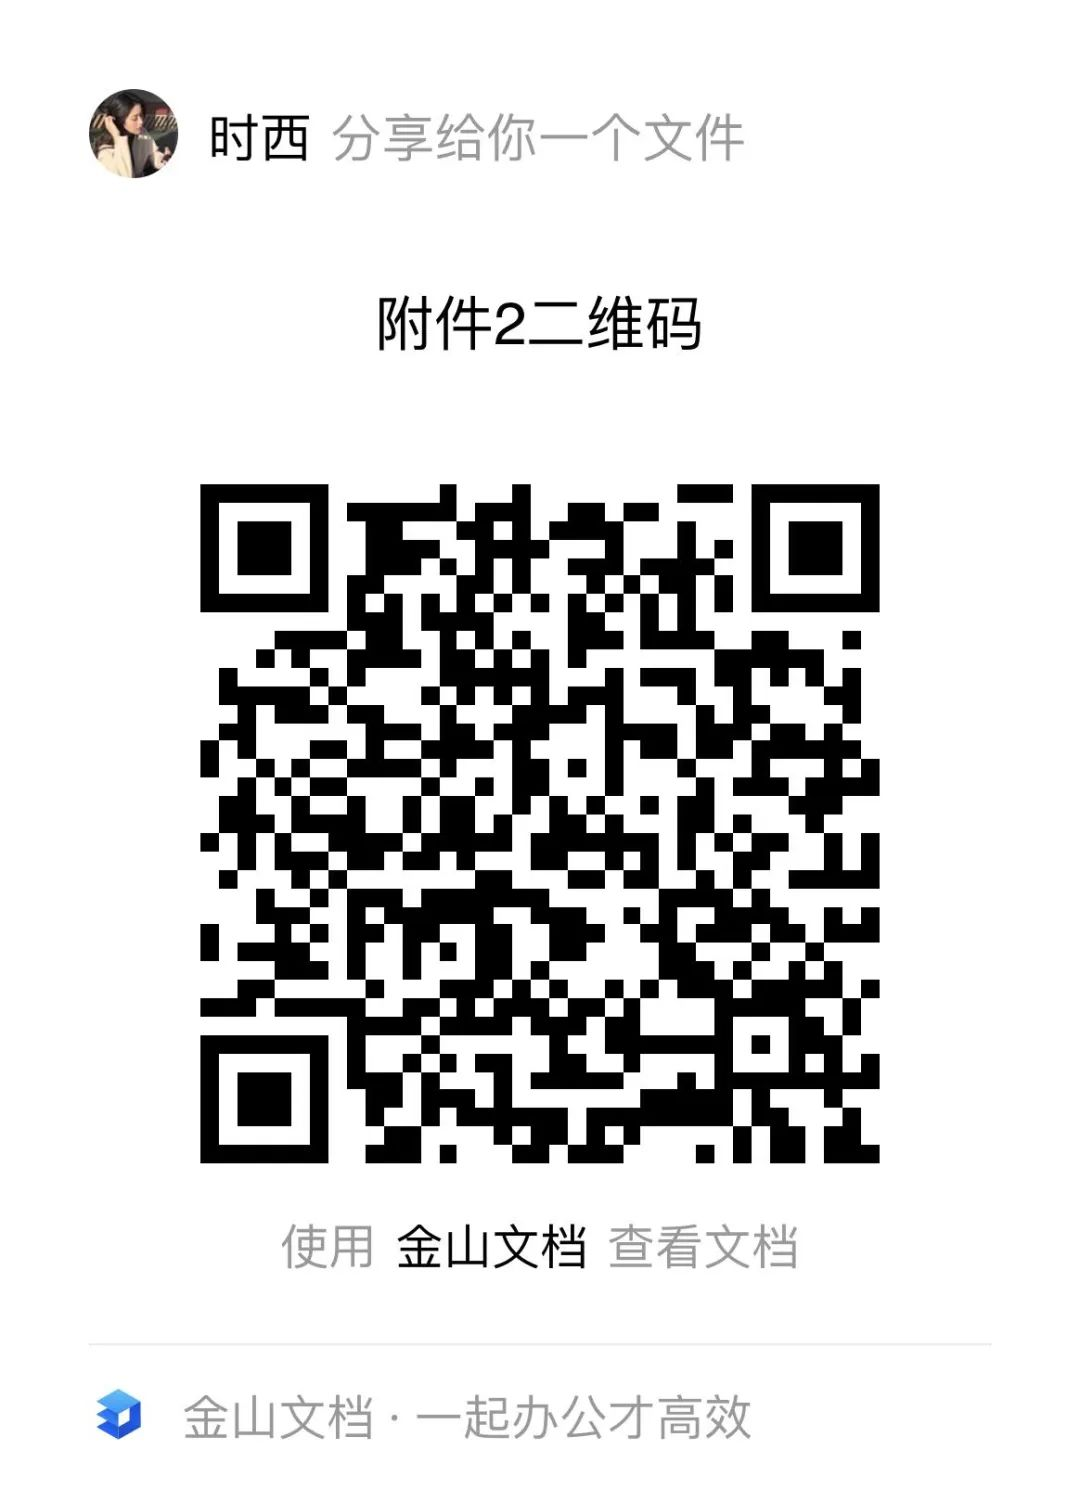 时西 分享给你一个文件
附件2二维码
使用 金山文档 查看文档
金山文档 · 一起办公才高效